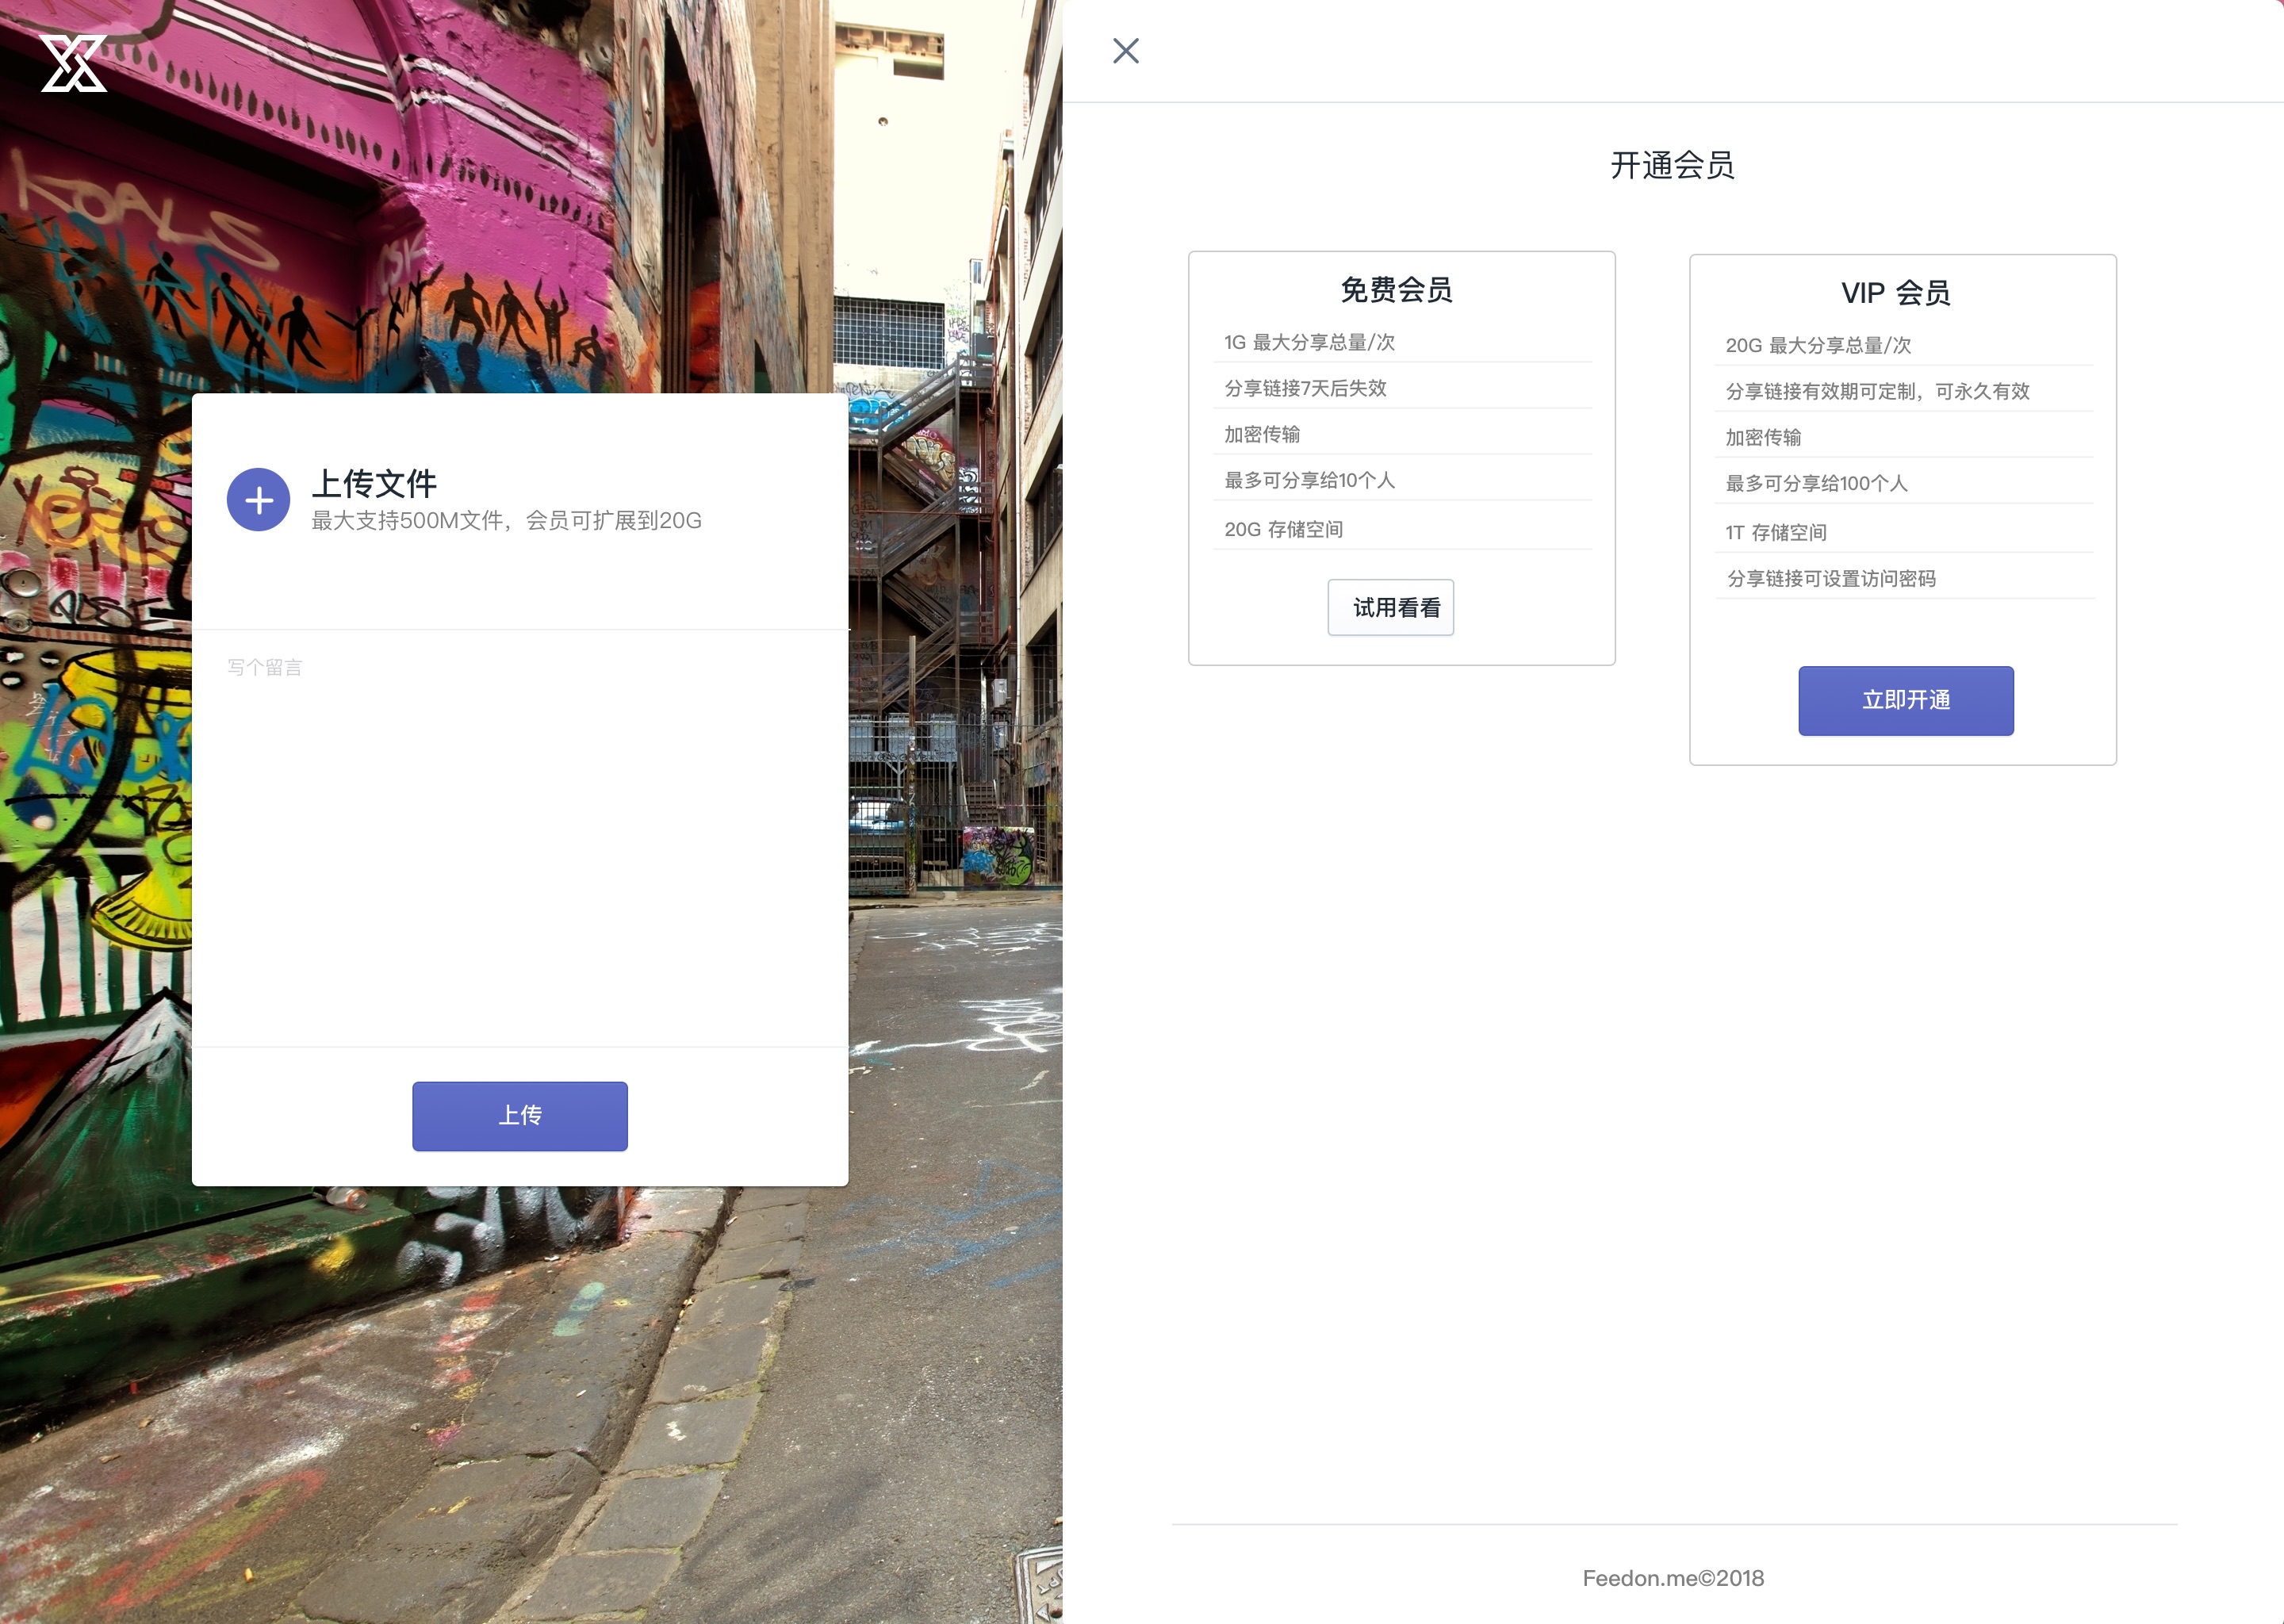 KOALS
上传文件
最大支持500M文件，会员可扩展到20G
写个留言
上传
开通会员
免费会员
1G 最大分享总量/次
分享链接7天后失效
加密传输
最多可分享给10个人
20G 存储空间
试用看看
VIP 会员
20G 最大分享总量/次
分享链接有效期可定制，可永久有效
加密传输
最多可分享给100个人
1T 存储空间
分享链接可设置访问密码
立即开通
Feedon.me©2018